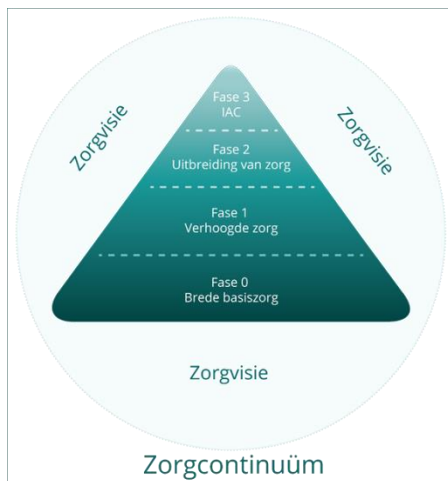 Zorgvisie
Zorgvisie
Fase 3
IAC
Fase 2
Uitbreiding van zorg
Fase 1
Verhoogde zorg
Fase 0
Brede basiszorg
Zorgvisie
Zorgcontinuüm